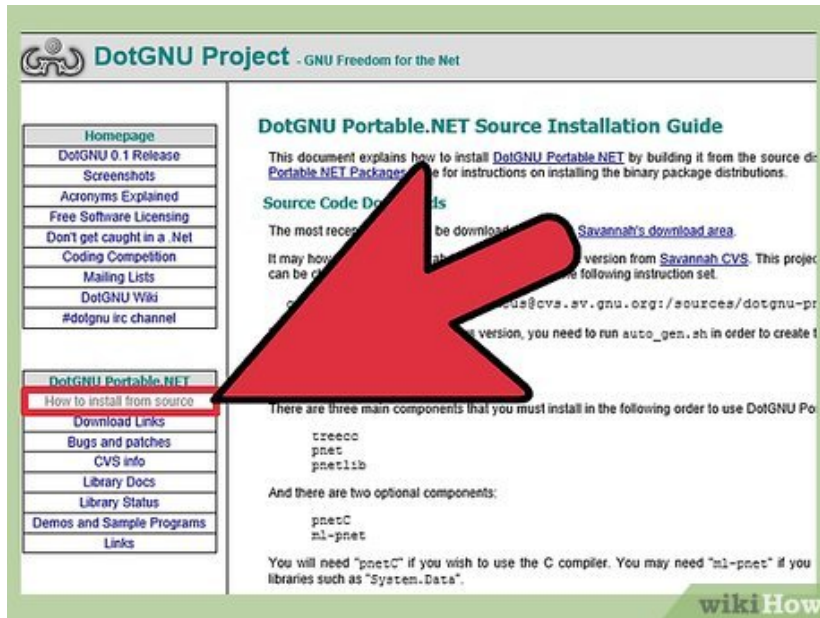 DotGNU Project - GNU Freedom for the Net
Homepage
DotGNU 0.1 Release
Screenshots
Acronyms Explained
Free Software Licensing
Don't get caught in a .Net
Coding Competition
Mailing Lists
DotGNU Wiki
#dotgnu irc channel
DotGNU Portable.NET
How to install from source
Download Links
Bugs and patches
CVS info
Library Docs
Library Status
Demos and Sample Programs
Links
DotGNU Portable.NET Source Installation Guide
This document explains how to install DotGNU Portable.NET by building it from the source
Portable.NET Packages for instructions on installing the binary package distributions.
Source Code
The most be download Savannah's download area.
It may how version from Savannah CVS. This
can be following instruction set.
@cvs.sv.gnu.org:/sources/
version, you need to run auto_gen.sh in order to create
There are three main components that you must install in the following order to use DotGNU
treecc
pnet
pnetlib
And there are two optional components:
pnetC
ml-pnet
You will need "pnetC" if you wish to use the C compiler. You may need "ml-pnet" if you
libraries such as "System.Data".
wikiHow